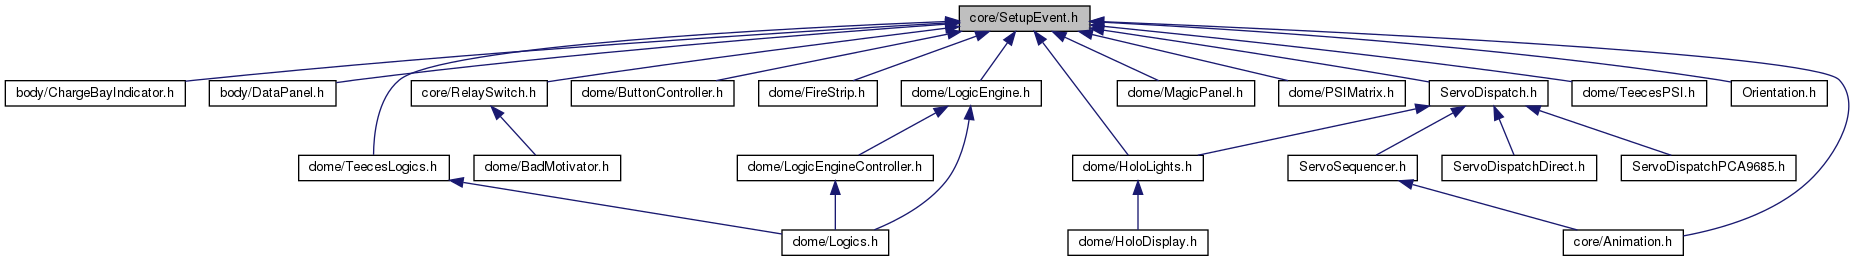 core/SetupEvent.h
body/ChargeBayIndicator.h
body/DataPanel.h
core/RelaySwitch.h
dome/ButtonController.h
dome/FireStrip.h
dome/LogicEngine.h
dome/MagicPanel.h
dome/PSIMatrix.h
ServoDispatch.h
dome/TeecesPSI.h
Orientation.h
dome/TeecesLogics.h
dome/BadMotivator.h
dome/LogicEngineController.h
dome/HoloLights.h
ServoSequencer.h
ServoDispatchDirect.h
ServoDispatchPCA9685.h
dome/Logics.h
dome/HoloDisplay.h
core/Animation.h